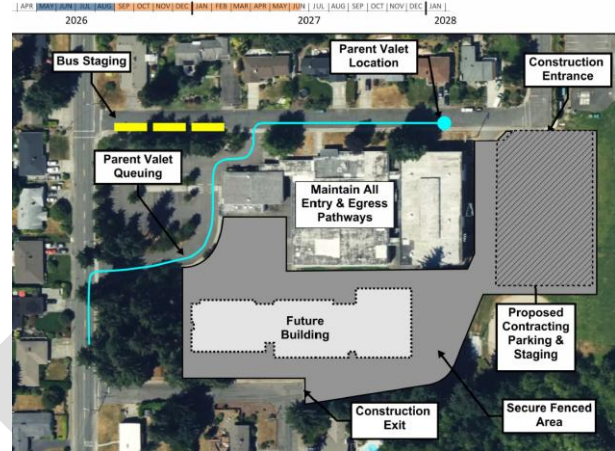 APR MAY JUN JUL AUG SEP OCT NOV DEC JAN FEB MAR APR MAY JUN JUL AUG SEP OCT NOV DEC JAN
2026 2027 2028
Bus Staging
Parent Valet
Location
Construction
Entrance
Parent Valet
Queuing
Maintain All
Entry & Egress
Pathways
Future
Building
Proposed
Contracting
Parking &
Staging
Construction
Exit
Secure Fenced
Area